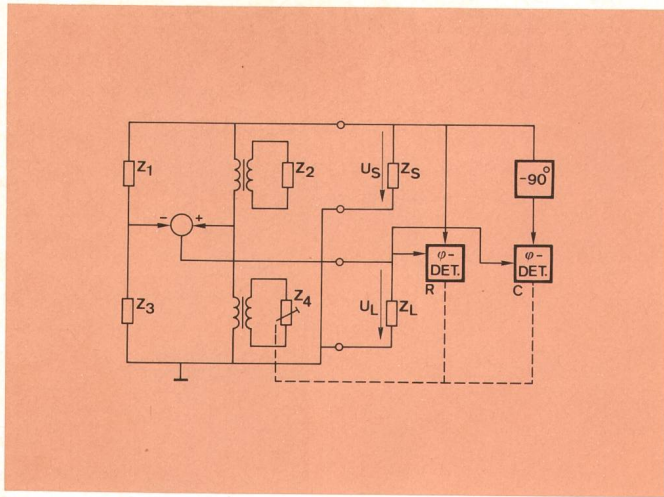 Z1
Z2
Z3
Z4
- +
US ZS
UL ZL
-90°
φ-
DET.
R
φ-
DET.
C